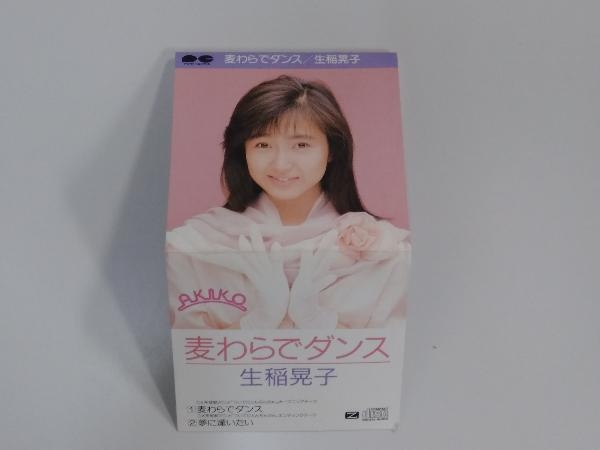 麦わらでダンス／生稲晃子
AKIKO
麦わらでダンス
生稲晃子
①麦わらでダンス
②夢に逢いたい